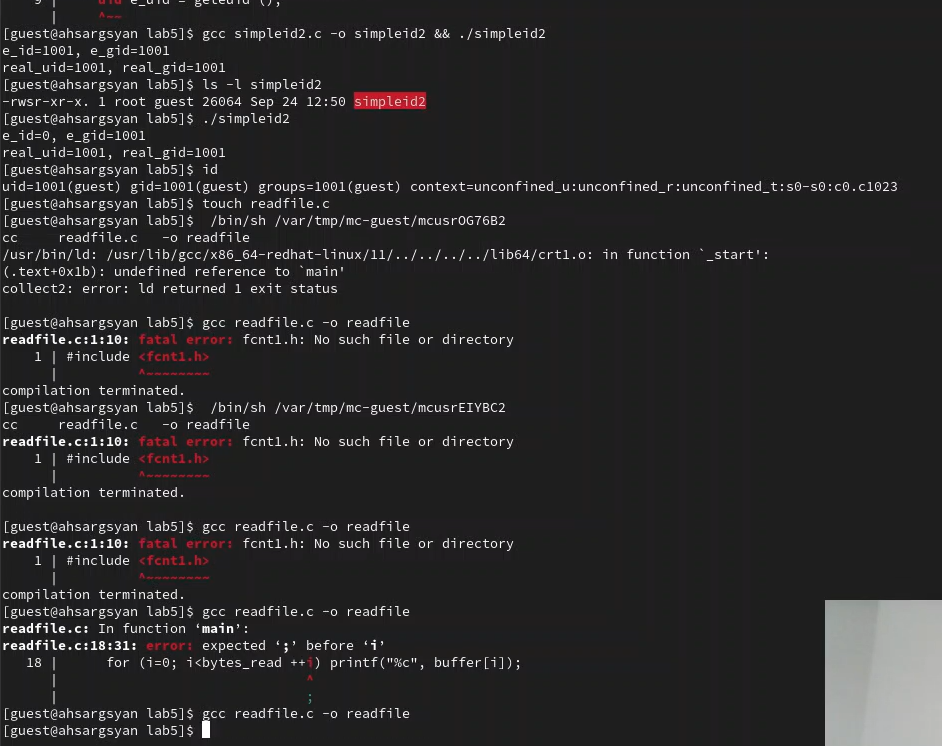 9 |     uid e_uid = geteuid ();
  |     ^~~
[guest@ahsargsyan lab5]$ gcc simpleid2.c -o simpleid2 && ./simpleid2
e_id=1001, e_gid=1001
real_uid=1001, real_gid=1001
[guest@ahsargsyan lab5]$ ls -l simpleid2
-rwsr-xr-x. 1 root guest 26064 Sep 24 12:50 simpleid2
[guest@ahsargsyan lab5]$ ./simpleid2
e_id=0, e_gid=1001
real_uid=1001, real_gid=1001
[guest@ahsargsyan lab5]$ id
uid=1001(guest) gid=1001(guest) groups=1001(guest) context=unconfined_u:unconfined_r:unconfined_t:s0-s0:c0.c1023
[guest@ahsargsyan lab5]$ touch readfile.c
[guest@ahsargsyan lab5]$  /bin/sh /var/tmp/mc-guest/mcusrOG76B2
cc     readfile.c   -o readfile
/usr/bin/ld: /usr/lib/gcc/x86_64-redhat-linux/11/../../../../lib64/crt1.o: in function `_start':
(.text+0x1b): undefined reference to `main'
collect2: error: ld returned 1 exit status
[guest@ahsargsyan lab5]$ gcc readfile.c -o readfile
readfile.c:1:10: fatal error: fcnt1.h: No such file or directory
    1 | #include <fcnt1.h>
      |          ^~~~~~~~~
compilation terminated.
[guest@ahsargsyan lab5]$  /bin/sh /var/tmp/mc-guest/mcusrEIYBC2
cc     readfile.c   -o readfile
readfile.c:1:10: fatal error: fcnt1.h: No such file or directory
    1 | #include <fcnt1.h>
      |          ^~~~~~~~~
compilation terminated.
[guest@ahsargsyan lab5]$ gcc readfile.c -o readfile
readfile.c:1:10: fatal error: fcnt1.h: No such file or directory
    1 | #include <fcnt1.h>
      |          ^~~~~~~~~
compilation terminated.
[guest@ahsargsyan lab5]$ gcc readfile.c -o readfile
readfile.c: In function ‘main’:
readfile.c:18:31: error: expected ‘;’ before ‘i’
   18 |      for (i=0; i<bytes_read ++i) printf("%c", buffer[i]);
      |                               ^
      |                               ;
[guest@ahsargsyan lab5]$ gcc readfile.c -o readfile
[guest@ahsargsyan lab5]$